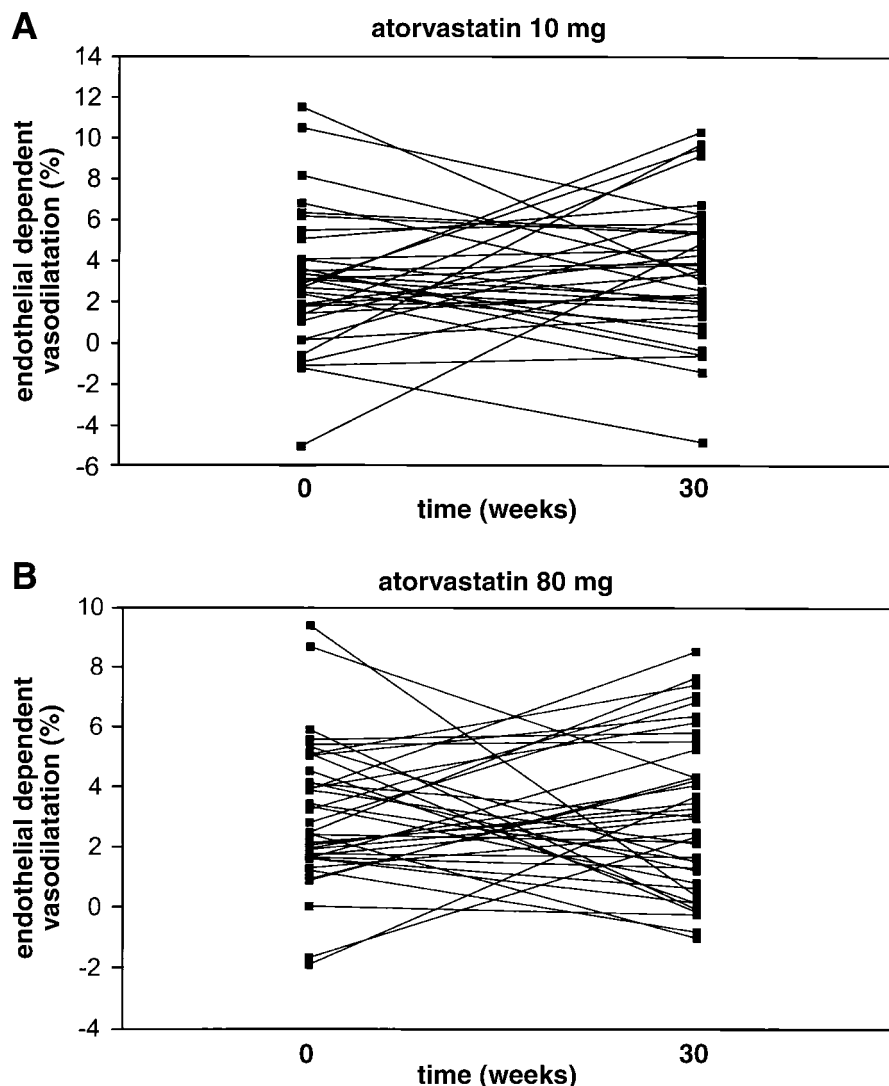 A
atorvastatin 10 mg
endothelial dependent
vasodilatation (%)
14
12
10
8
6
4
2
0
-2
-4
-6
0
30
time (weeks)
B
atorvastatin 80 mg
endothelial dependent
vasodilatation (%)
10
8
6
4
2
0
-2
-4
0
30
time (weeks)